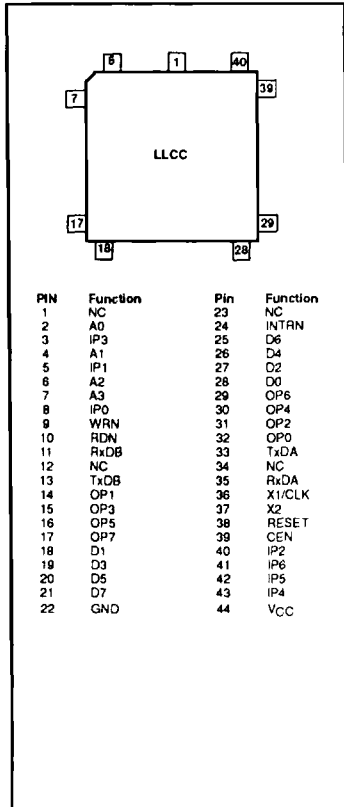 6 1 40
7 39
LLCC
17 29
18 28
PIN Function Pin Function
1 NC 23 NC
2 A0 24 INTRN
3 IP3 25 D6
4 A1 26 D4
5 IP1 27 D2
6 A2 28 D0
7 A3 29 OP6
8 IP0 30 OP4
9 WRN 31 OP2
10 RDN 32 OP0
11 RxDB 33 TxDA
12 NC 34 NC
13 TxDB 35 RxDA
14 OP1 36 X1/CLK
15 OP3 37 X2
16 OP5 38 RESET
17 OP7 39 CEN
18 D1 40 IP2
19 D3 41 IP6
20 D5 42 IP5
21 D7 43 IP4
22 GND 44 VCC